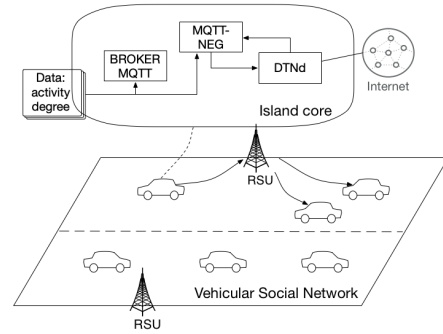 MQTT-
NEG
BROKER
MQTT
DTNd
Data:
activity
degree
Internet
Island core
RSU
Vehicular Social Network
RSU